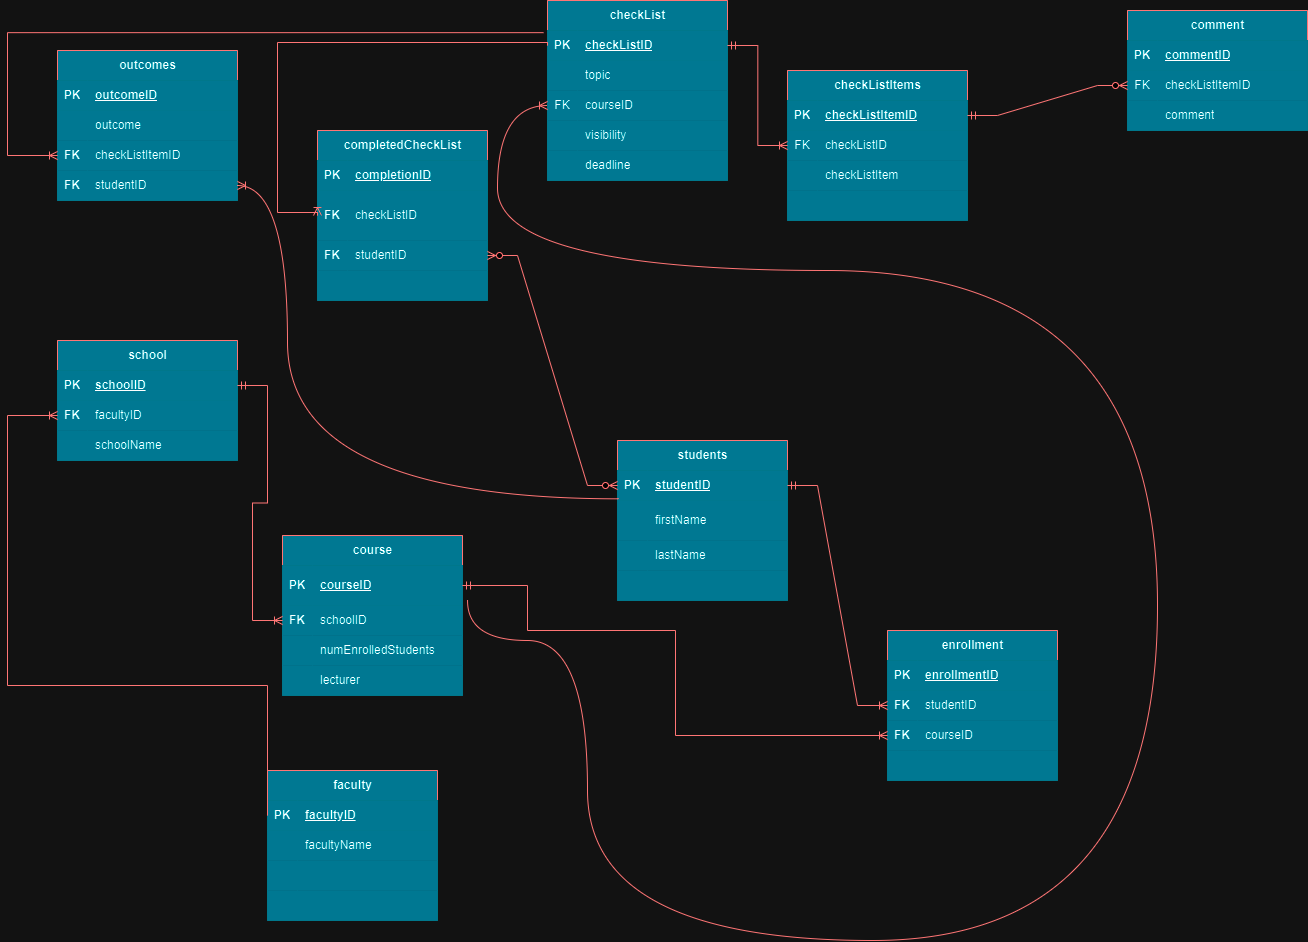 checkList
PK checkListID
topic
FK courseID
visibility
deadline
comment
PK commentID
FK checkListItemID
comment
outcomes
PK outcomeID
outcome
FK checkListItemID
FK studentID
checkListItems
PK checkListItemID
FK checkListID
checkListItem
completedCheckList
PK completionID
FK checkListID
FK studentID
school
PK schoolID
FK facultyID
schoolName
students
PK studentID
firstName
lastName
course
PK courseID
FK schoolID
numEnrolledStudents
lecturer
enrollment
PK enrollmentID
FK studentID
FK courseID
faculty
PK facultyID
facultyName